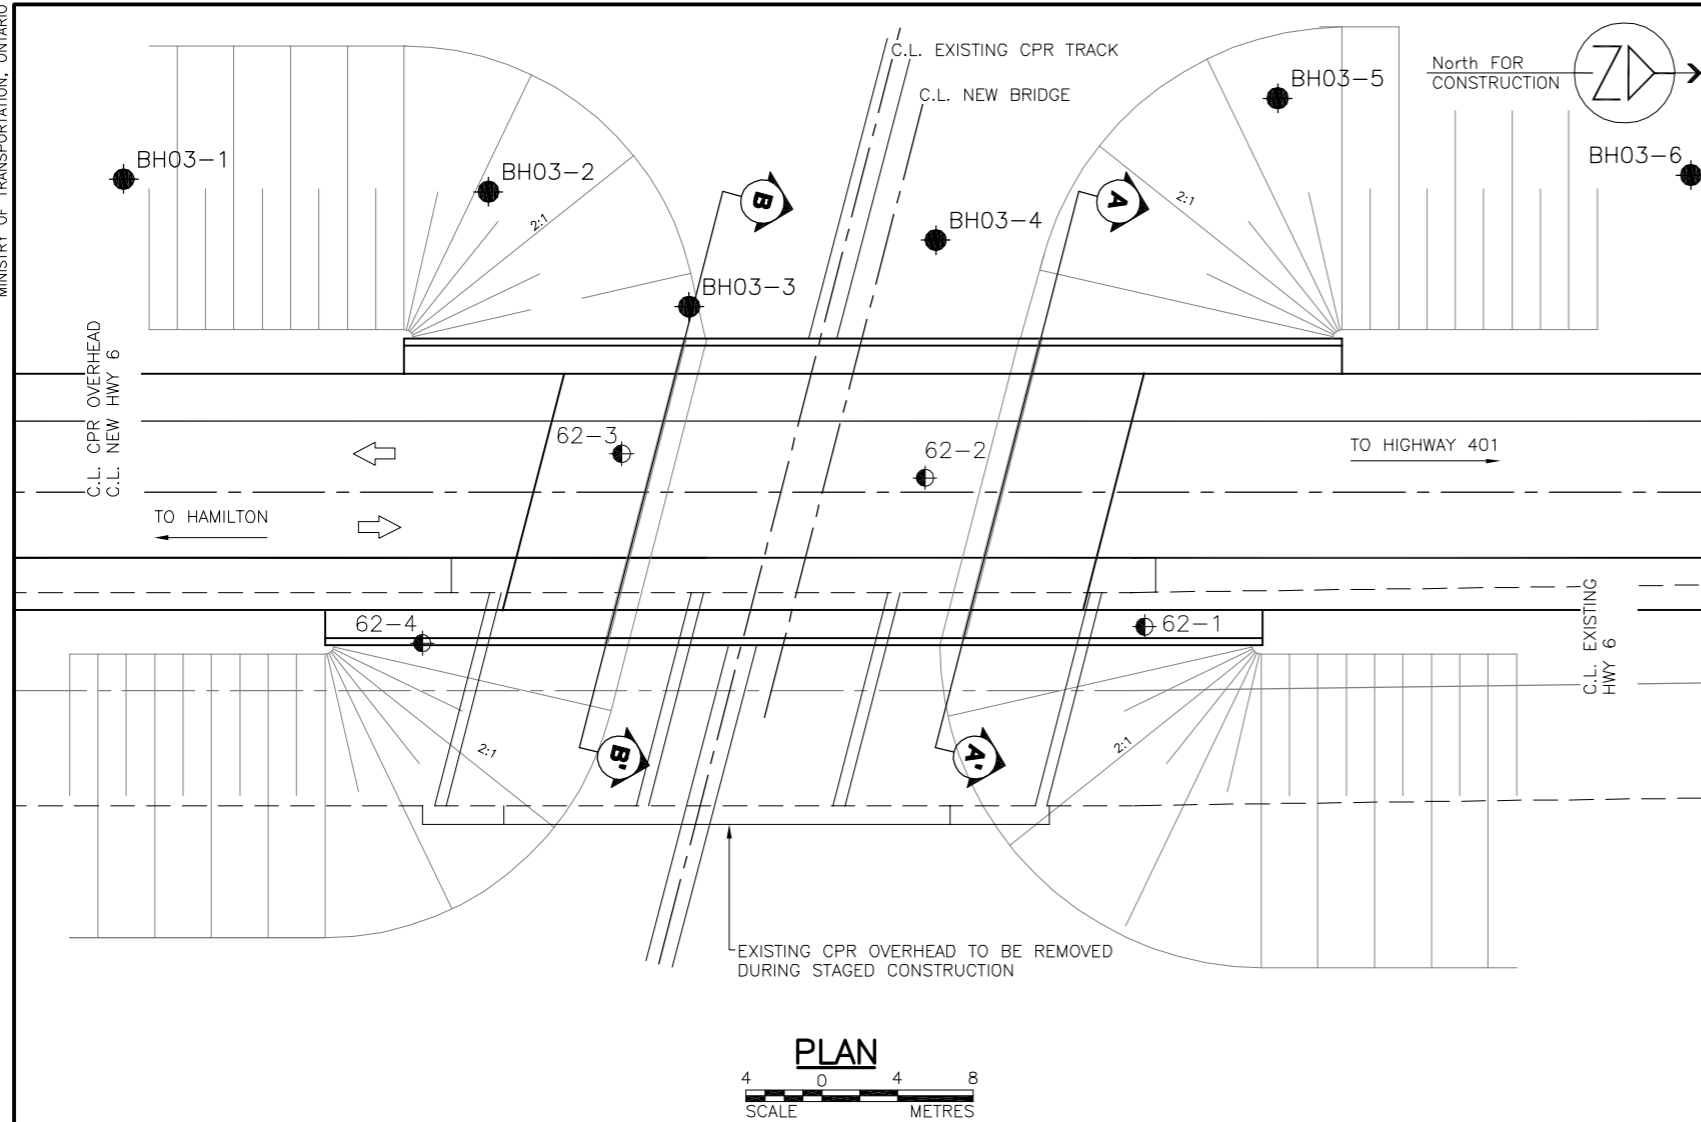 MINISTRY OF TRANSPORTATION, ONTARIO
C.L. EXISTING CPR TRACK
C.L. NEW BRIDGE
North FOR
CONSTRUCTION
BH03-1
BH03-2
BH03-3
BH03-4
BH03-5
BH03-6
2:1
2:1
B
A
C.L. CPR OVERHEAD
C.L. NEW HWY 6
62-3
62-2
TO HIGHWAY 401
TO HAMILTON
62-4
62-1
C.L. EXISTING
HWY 6
2:1
2:1
B'
A'
EXISTING CPR OVERHEAD TO BE REMOVED
DURING STAGED CONSTRUCTION
PLAN
4 0 4 8
SCALE METRES